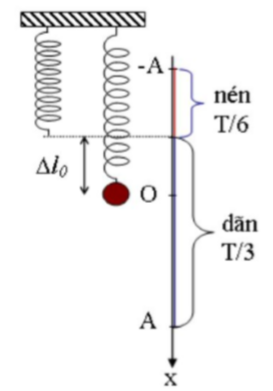 -A
nén
T/6
Δl₀
O
dãn
T/3
A
x